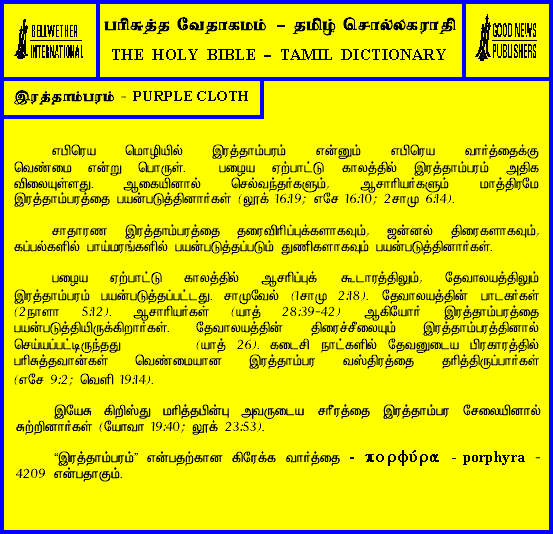 BELLWETHER
INTERNATIONAL
பரிசுத்த வேதாகமம் – தமிழ் சொல்லகராதி
THE HOLY BIBLE – TAMIL DICTIONARY
GOOD NEWS
PUBLISHERS
இரத்தாம்பரம் - PURPLE CLOTH
எபிரெய மொழியில் இரத்தாம்பரம் என்னும் எபிரெய வார்த்தைக்கு
வெண்மை என்று பொருள். பழைய ஏற்பாட்டு காலத்தில் இரத்தாம்பரம் அதிக
விலையுள்ளது. ஆகையினால் செல்வந்தர்களும், ஆசாரியர்களும் மாத்திரமே
இரத்தாம்பரத்தை பயன்படுத்தினார்கள் (லூக் 16:19; எசே 16:10; 2சாமு 6:14).
சாதாரண இரத்தாம்பரத்தை தரைவிரிப்புக்களாகவும், ஜன்னல் திரைகளாகவும்,
கப்பல்களில் பாய்மரங்களில் பயன்படுத்தப்படும் துணிகளாகவும் பயன்படுத்தினார்கள்.
பழைய ஏற்பாட்டு காலத்தில் ஆசரிப்புக் கூடாரத்திலும், தேவாலயத்திலும்
இரத்தாம்பரம் பயன்படுத்தப்பட்டது. சாமுவேல் (1சாமு 2:18). தேவாலயத்தின் பாடகர்கள்
(2நாளா 5:12). ஆசாரியர்கள் (யாத் 28:39-42) ஆகியோர் இரத்தாம்பரத்தை
பயன்படுத்தியிருக்கிறார்கள். தேவாலயத்தின் திரைச்சீலையும் இரத்தாம்பரத்தினால்
செய்யப்பட்டிருந்தது (யாத் 26). கடைசி நாட்களில் தேவனுடைய பிரகாரத்தில்
பரிசுத்தவான்கள் வெண்மையான இரத்தாம்பர வஸ்திரத்தை தரித்திருப்பார்கள்
(எசே 9:2; வெளி 19:14).
இயேசு கிறிஸ்து மரித்தபின்பு அவருடைய சரீரத்தை இரத்தாம்பர சேலையினால்
சுற்றினார்கள் (யோவா 19:40; லூக் 23:53).
“இரத்தாம்பரம்” என்பதற்கான கிரேக்க வார்த்தை - πορφύρα - porphyra -
4209 என்பதாகும்.